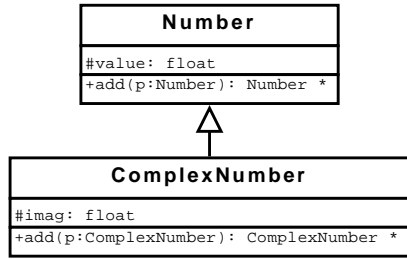 Number
#value: float
+add(p:Number): Number *
ComplexNumber
#imag: float
+add(p:ComplexNumber): ComplexNumber *